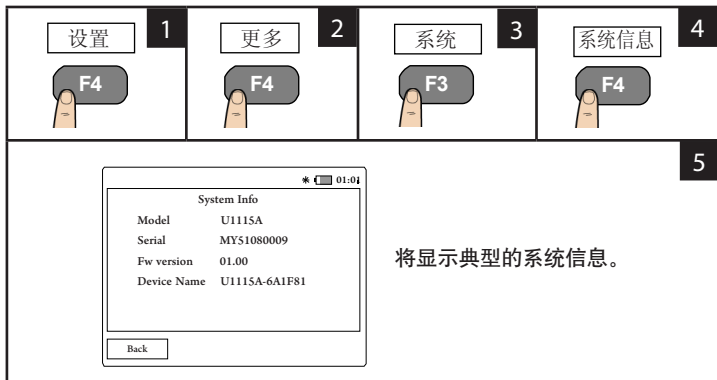 设置 1
F4
更多 2
F4
系统 3
F3
系统信息 4
F4
5
01:01
System Info
Model U1115A
Serial MY51080009
Fw version 01.00
Device Name U1115A-6A1F81
Back
将显示典型的系统信息。